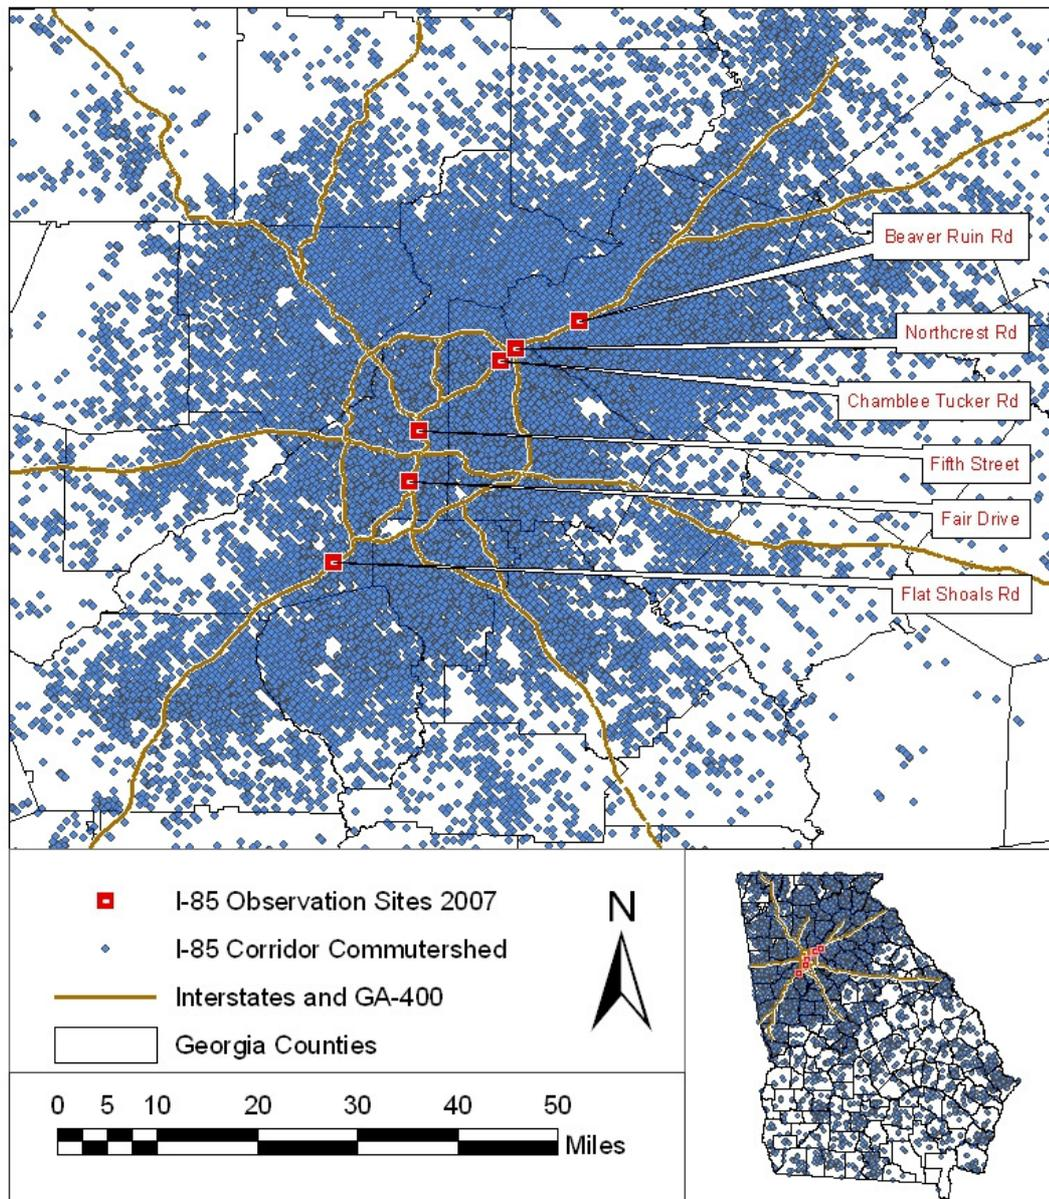 Beaver Ruin Rd
Northcrest Rd
Chamblee Tucker Rd
Fifth Street
Fair Drive
Flat Shoals Rd
I-85 Observation Sites 2007
I-85 Corridor Commutershed
Interstates and GA-400
Georgia Counties
N
0 5 10 20 30 40 50
Miles